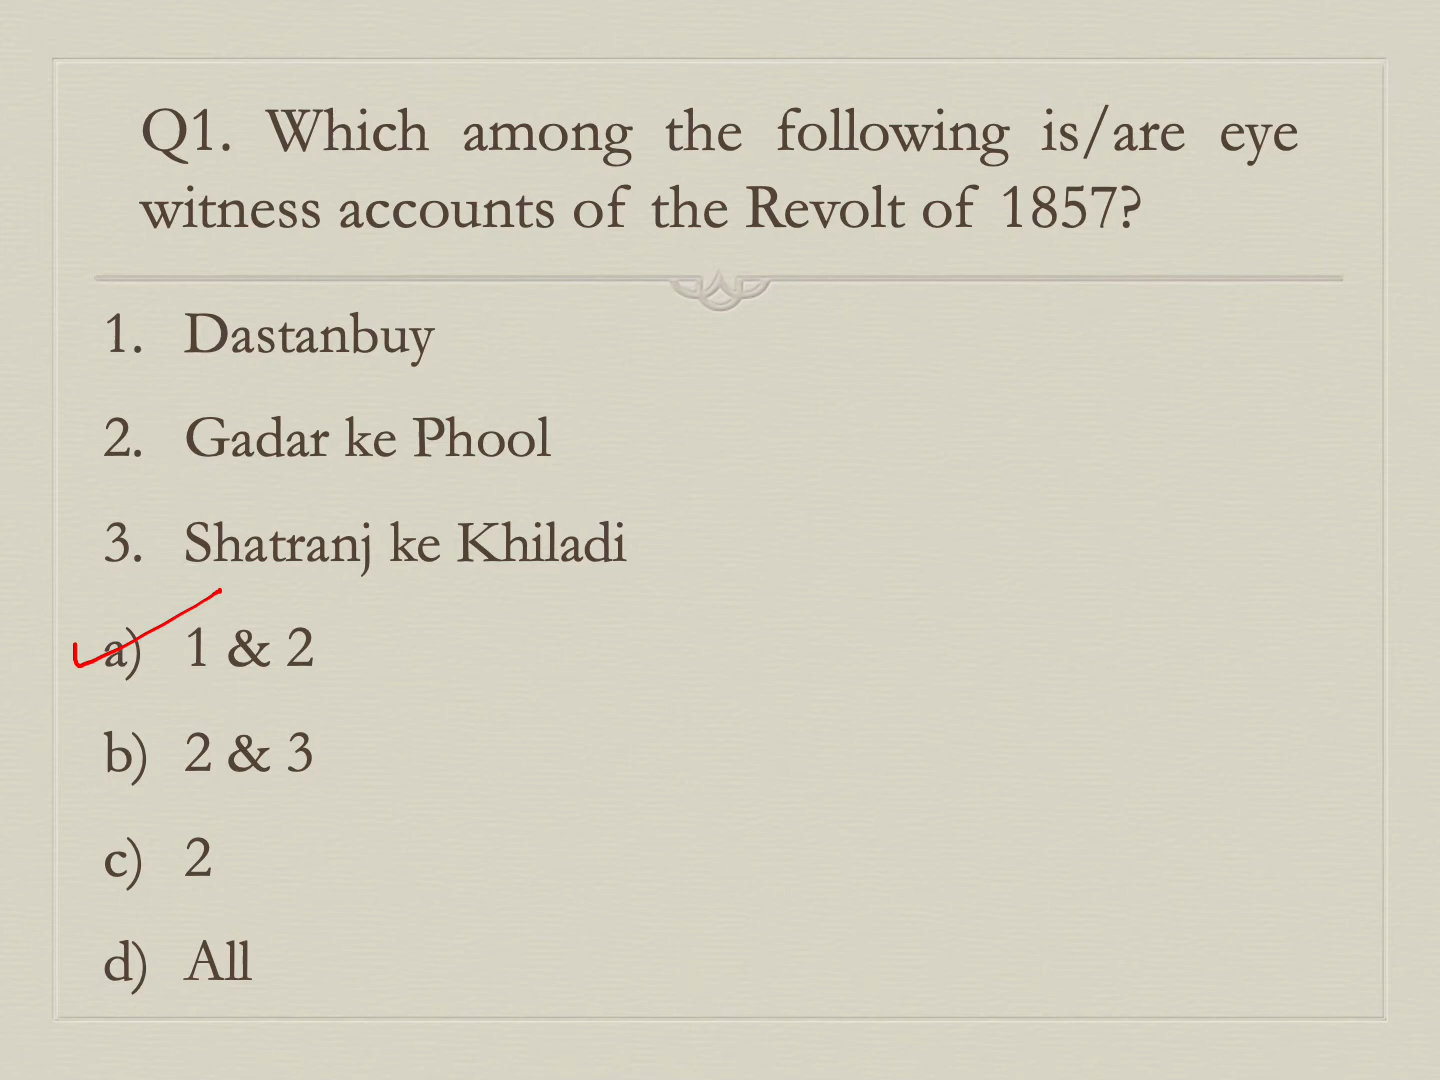 Q1. Which among the following is/are eye
witness accounts of the Revolt of 1857?
1. Dastanbuy
2. Gadar ke Phool
3. Shatranj ke Khiladi
a) 1 & 2
b) 2 & 3
c) 2
d) All